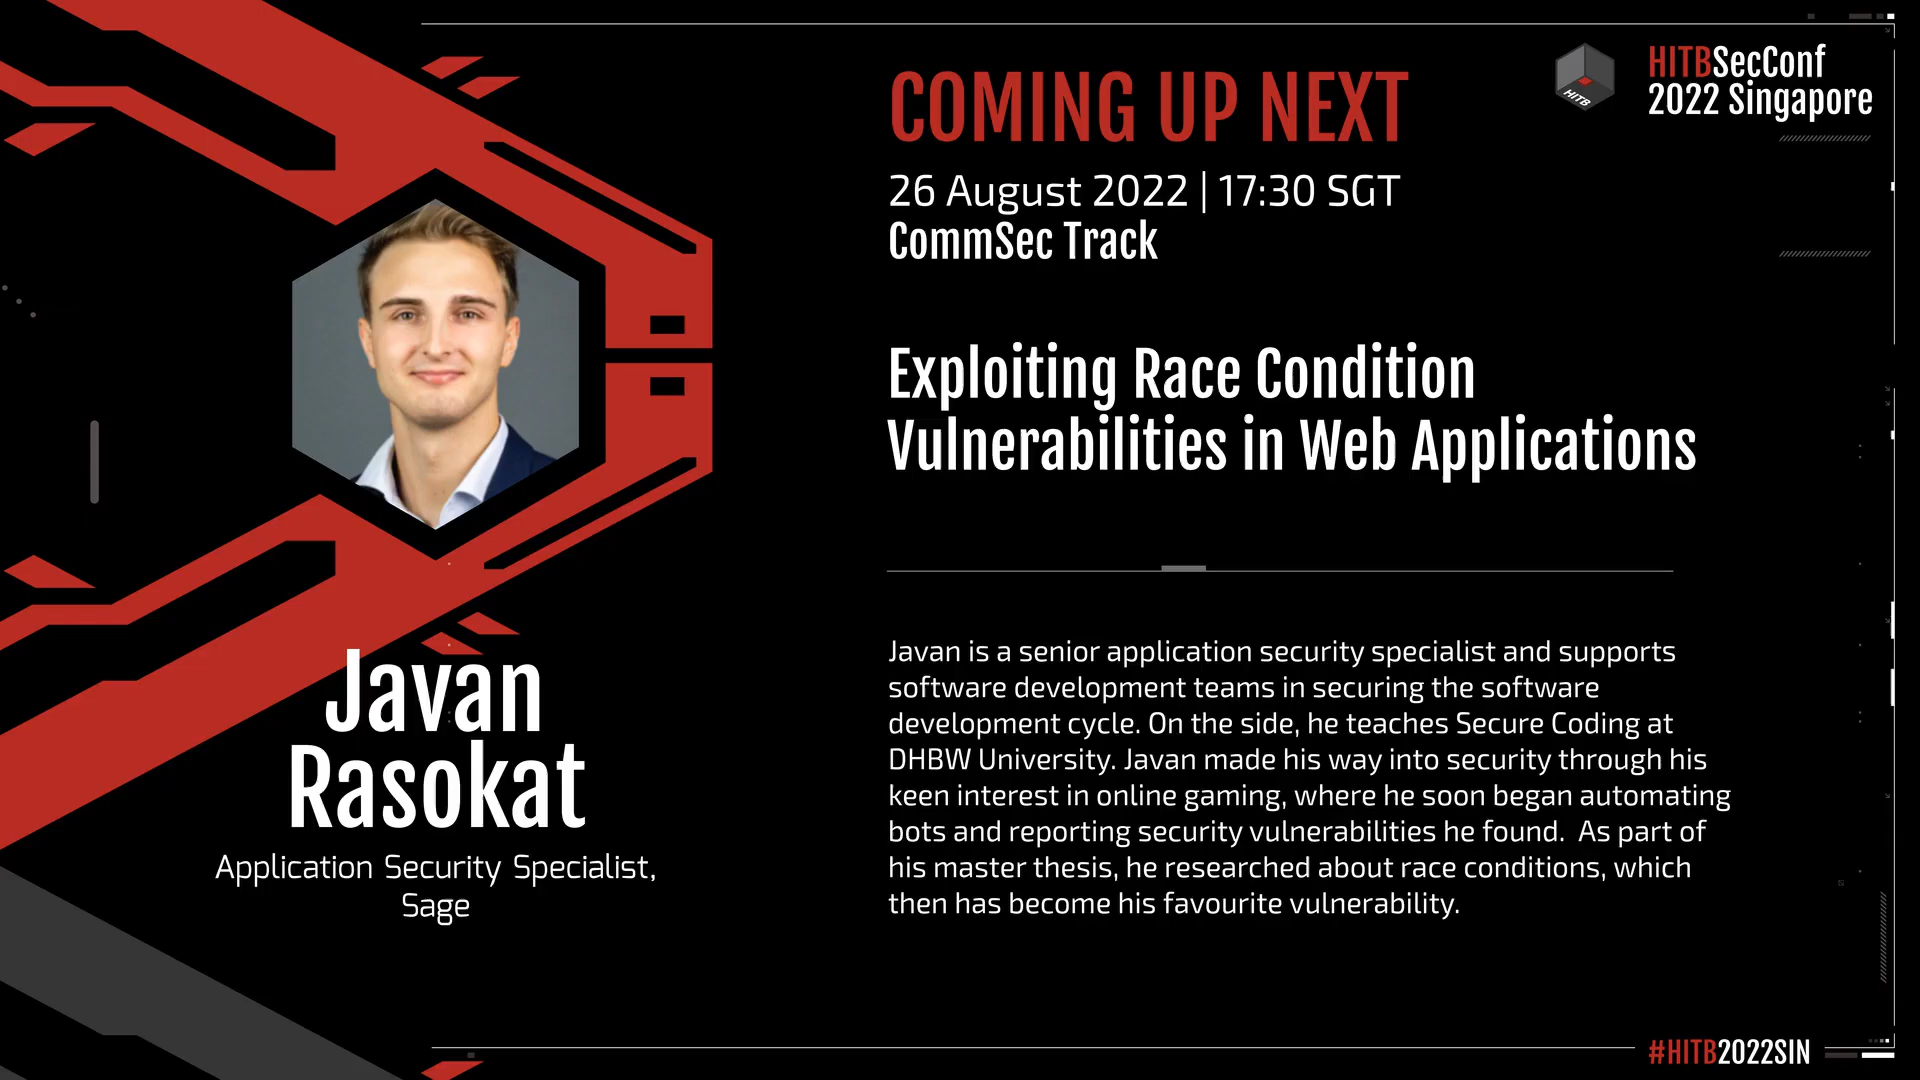 HITBSecConf
2022 Singapore
HITB
COMING UP NEXT
26 August 2022 | 17:30 SGT
CommSec Track
Exploiting Race Condition
Vulnerabilities in Web Applications
Javan
Rasokat
Application Security Specialist,
Sage
Javan is a senior application security specialist and supports
software development teams in securing the software
development cycle. On the side, he teaches Secure Coding at
DHBW University. Javan made his way into security through his
keen interest in online gaming, where he soon began automating
bots and reporting security vulnerabilities he found.  As part of
his master thesis, he researched about race conditions, which
then has become his favourite vulnerability.
#HITB2022SIN